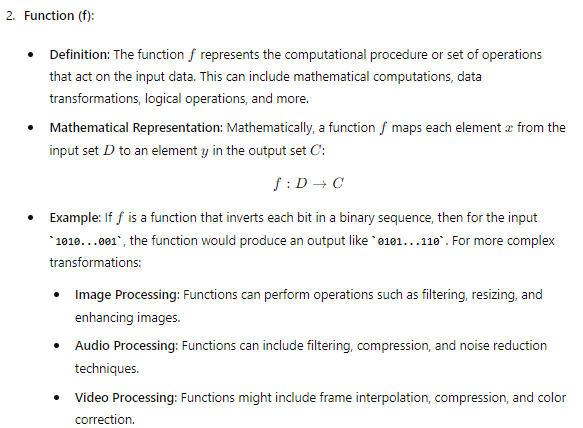 2. Function (f):
• Definition: The function f represents the computational procedure or set of operations
that act on the input data. This can include mathematical computations, data
transformations, logical operations, and more.
• Mathematical Representation: Mathematically, a function f maps each element x from the
input set D to an element y in the output set C:
f : D → C
• Example: If f is a function that inverts each bit in a binary sequence, then for the input
`1010...001`, the function would produce an output like `0101...110`. For more complex
transformations:
• Image Processing: Functions can perform operations such as filtering, resizing, and
enhancing images.
• Audio Processing: Functions can include filtering, compression, and noise reduction
techniques.
• Video Processing: Functions might include frame interpolation, compression, and color
correction.